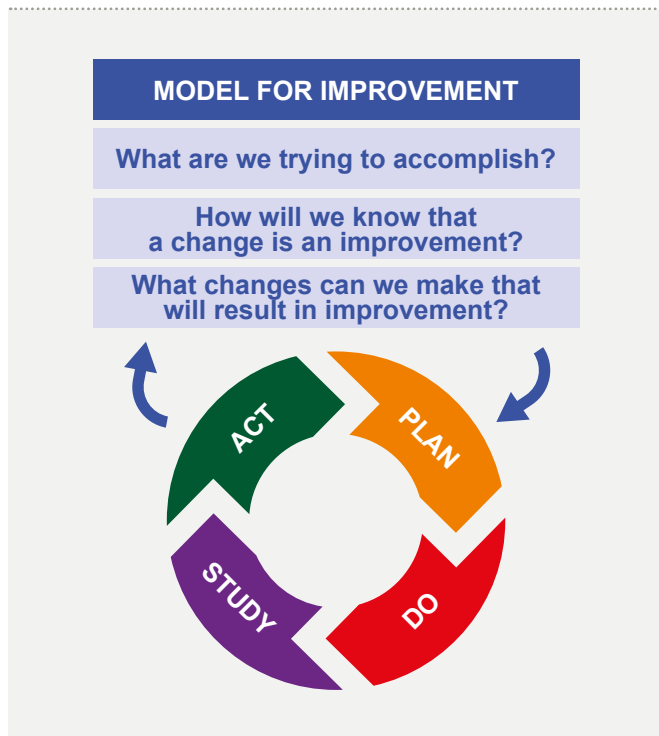 MODEL FOR IMPROVEMENT
What are we trying to accomplish?
How will we know that
a change is an improvement?
What changes can we make that
will result in improvement?
ACT
PLAN
STUDY
DO